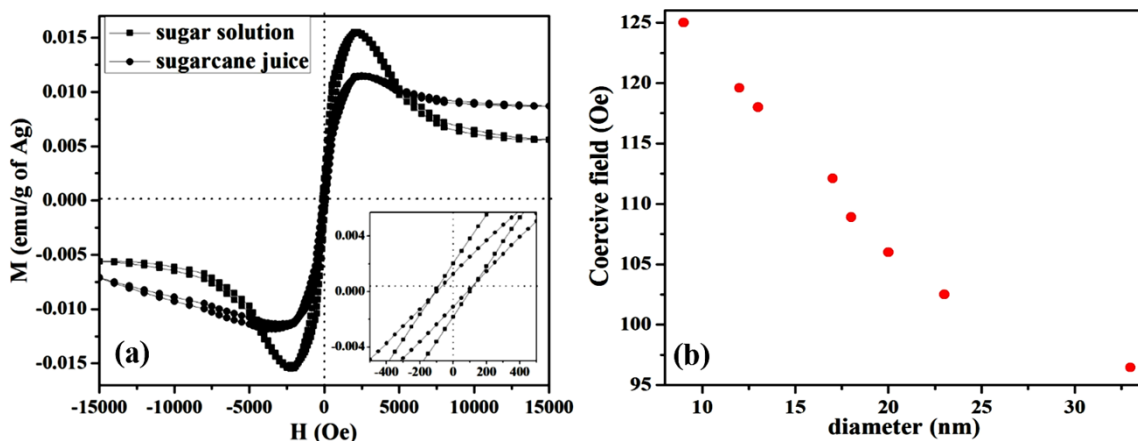 sugar solution
sugarcane juice
M (emu/g of Ag)
0.015
0.010
0.005
0.000
-0.005
-0.010
-0.015
-15000 -10000 -5000 0 5000 10000 15000
H (Oe)
(a)
0.004
0.000
0.004
-400 -200 0 200 400
Coercive field (Oe)
125
120
115
110
105
100
95
10 15 20 25 30
diameter (nm)
(b)